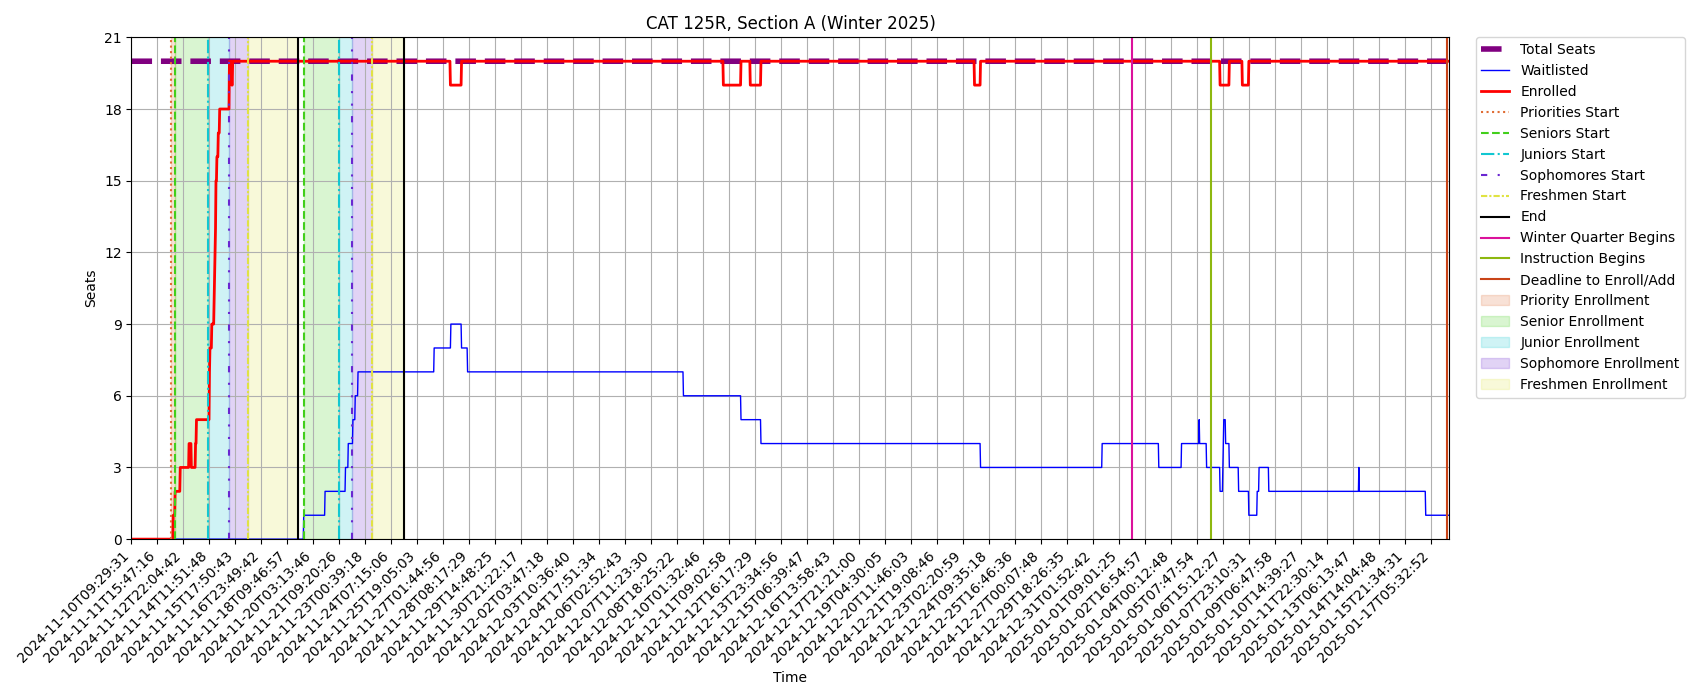 CAT 125R, Section A (Winter 2025)
Seats
21
18
15
12
9
6
3
0
2024-11-10T09:29:31
2024-11-11T15:47:16
2024-11-12T22:04:42
2024-11-14T11:51:48
2024-11-15T17:50:43
2024-11-16T23:49:42
2024-11-18T09:46:57
2024-11-20T03:13:46
2024-11-21T09:20:26
2024-11-23T00:39:18
2024-11-24T07:15:06
2024-11-25T19:05:03
2024-11-27T01:44:56
2024-11-28T08:17:29
2024-11-29T14:48:25
2024-11-30T21:22:17
2024-12-02T03:47:18
2024-12-03T10:36:40
2024-12-04T17:51:34
2024-12-06T02:52:43
2024-12-07T11:23:30
2024-12-08T18:25:22
2024-12-10T01:32:46
2024-12-11T09:02:58
2024-12-12T16:17:29
2024-12-13T23:34:56
2024-12-15T06:39:47
2024-12-16T13:58:43
2024-12-17T21:21:00
2024-12-19T04:30:05
2024-12-20T11:46:03
2024-12-21T19:08:46
2024-12-23T02:20:59
2024-12-24T09:35:18
2024-12-25T16:46:36
2024-12-27T00:07:48
2024-12-29T18:26:35
2024-12-31T01:52:42
2025-01-01T09:01:25
2025-01-02T16:54:57
2025-01-04T00:12:48
2025-01-05T07:47:54
2025-01-06T15:12:27
2025-01-07T23:10:31
2025-01-09T06:47:58
2025-01-10T14:39:27
2025-01-11T22:30:14
2025-01-13T06:13:47
2025-01-14T14:04:48
2025-01-15T21:34:31
2025-01-17T05:32:52
Time
Total Seats
Waitlisted
Enrolled
Priorities Start
Seniors Start
Juniors Start
Sophomores Start
Freshmen Start
End
Winter Quarter Begins
Instruction Begins
Deadline to Enroll/Add
Priority Enrollment
Senior Enrollment
Junior Enrollment
Sophomore Enrollment
Freshmen Enrollment